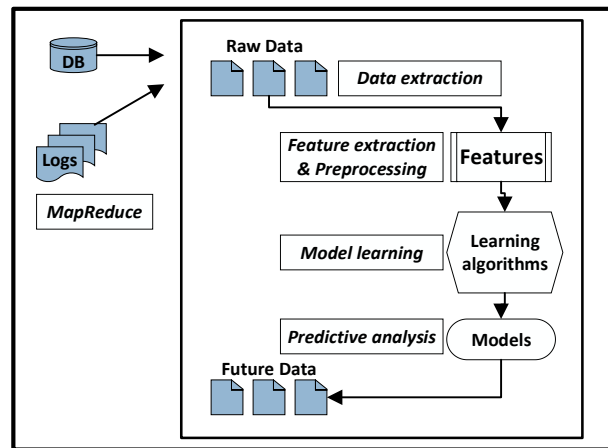 Raw Data
DB
Data extraction
Feature extraction
& Preprocessing
Features
Logs
MapReduce
Learning
algorithms
Model learning
Predictive analysis
Models
Future Data